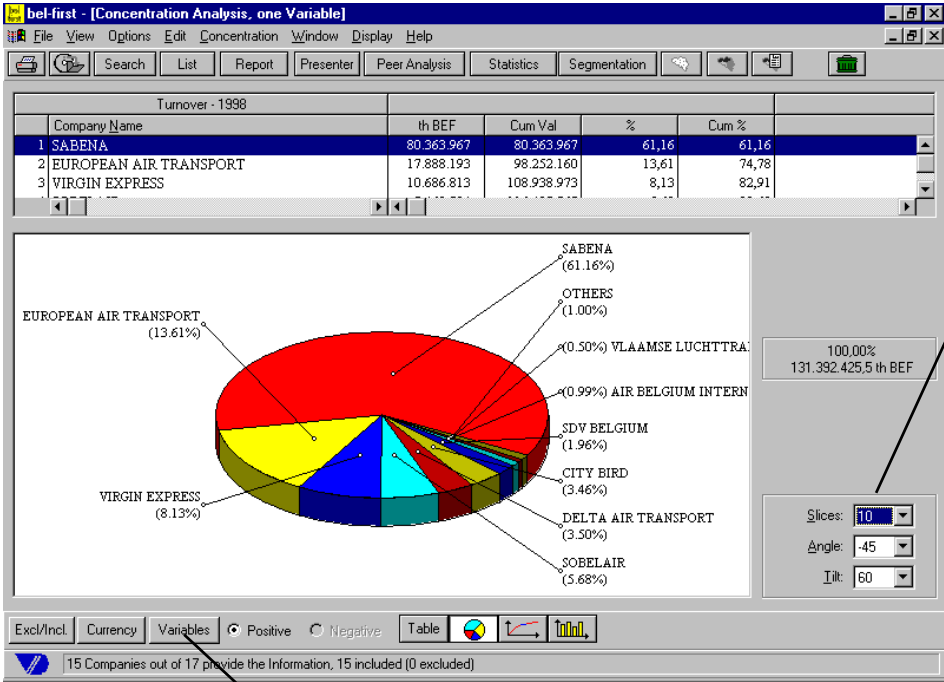 bel-first - [Concentration Analysis, one Variable]
File View Options Edit Concentration Window Display Help
Search List Report Presenter Peer Analysis Statistics Segmentation
Turnover - 1998
Company Name th BEF Cum Val % Cum %
1 SABENA 80.363.967 80.363.967 61,16 61,16
2 EUROPEAN AIR TRANSPORT 17.888.193 98.252.160 13,61 74,78
3 VIRGIN EXPRESS 10.686.813 108.938.973 8,13 82,91
SABENA
(61.16%)
OTHERS
(1.00%)
EUROPEAN AIR TRANSPORT
(13.61%)
(0.50%) VLAAMSE LUCHTTRA
(0.99%) AIR BELGIUM INTERN
SDV BELGIUM
(1.96%)
CITY BIRD
(3.46%)
VIRGIN EXPRESS
(8.13%)
DELTA AIR TRANSPORT
(3.50%)
SOBELAIR
(5.68%)
100,00%
131.392.425,5 th BEF
Slices: 10
Angle: -45
Tilt: 60
Excl/Incl. Currency Variables Positive Negative Table
15 Companies out of 17 provide the Information, 15 included (0 excluded)